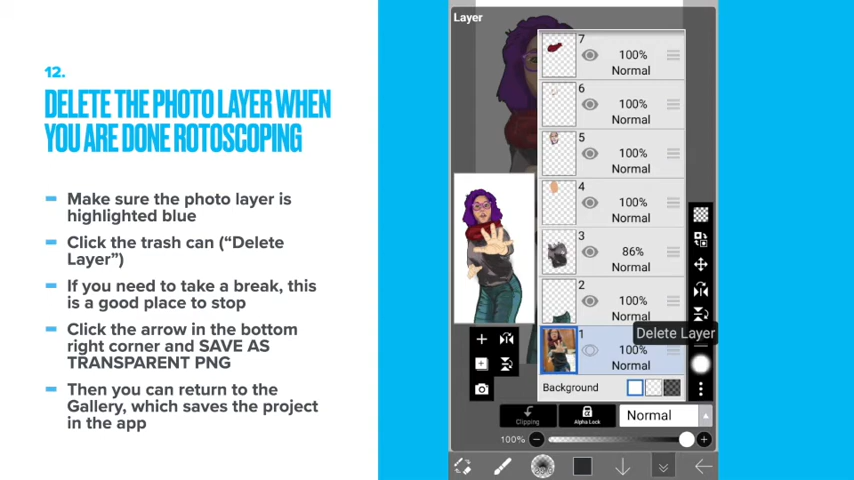 12.
DELETE THE PHOTO LAYER WHEN
YOU ARE DONE ROTOSCOPING
Make sure the photo layer is
highlighted blue
Click the trash can (“Delete
Layer”)
If you need to take a break, this
is a good place to stop
Click the arrow in the bottom
right corner and SAVE AS
TRANSPARENT PNG
Then you can return to the
Gallery, which saves the project
in the app
Layer
7
100%
Normal
6
100%
Normal
5
100%
Normal
4
100%
Normal
3
86%
Normal
2
100%
Normal
Delete Layer
1
100%
Normal
Background
Clipping
Alpha Lock
Normal
100%